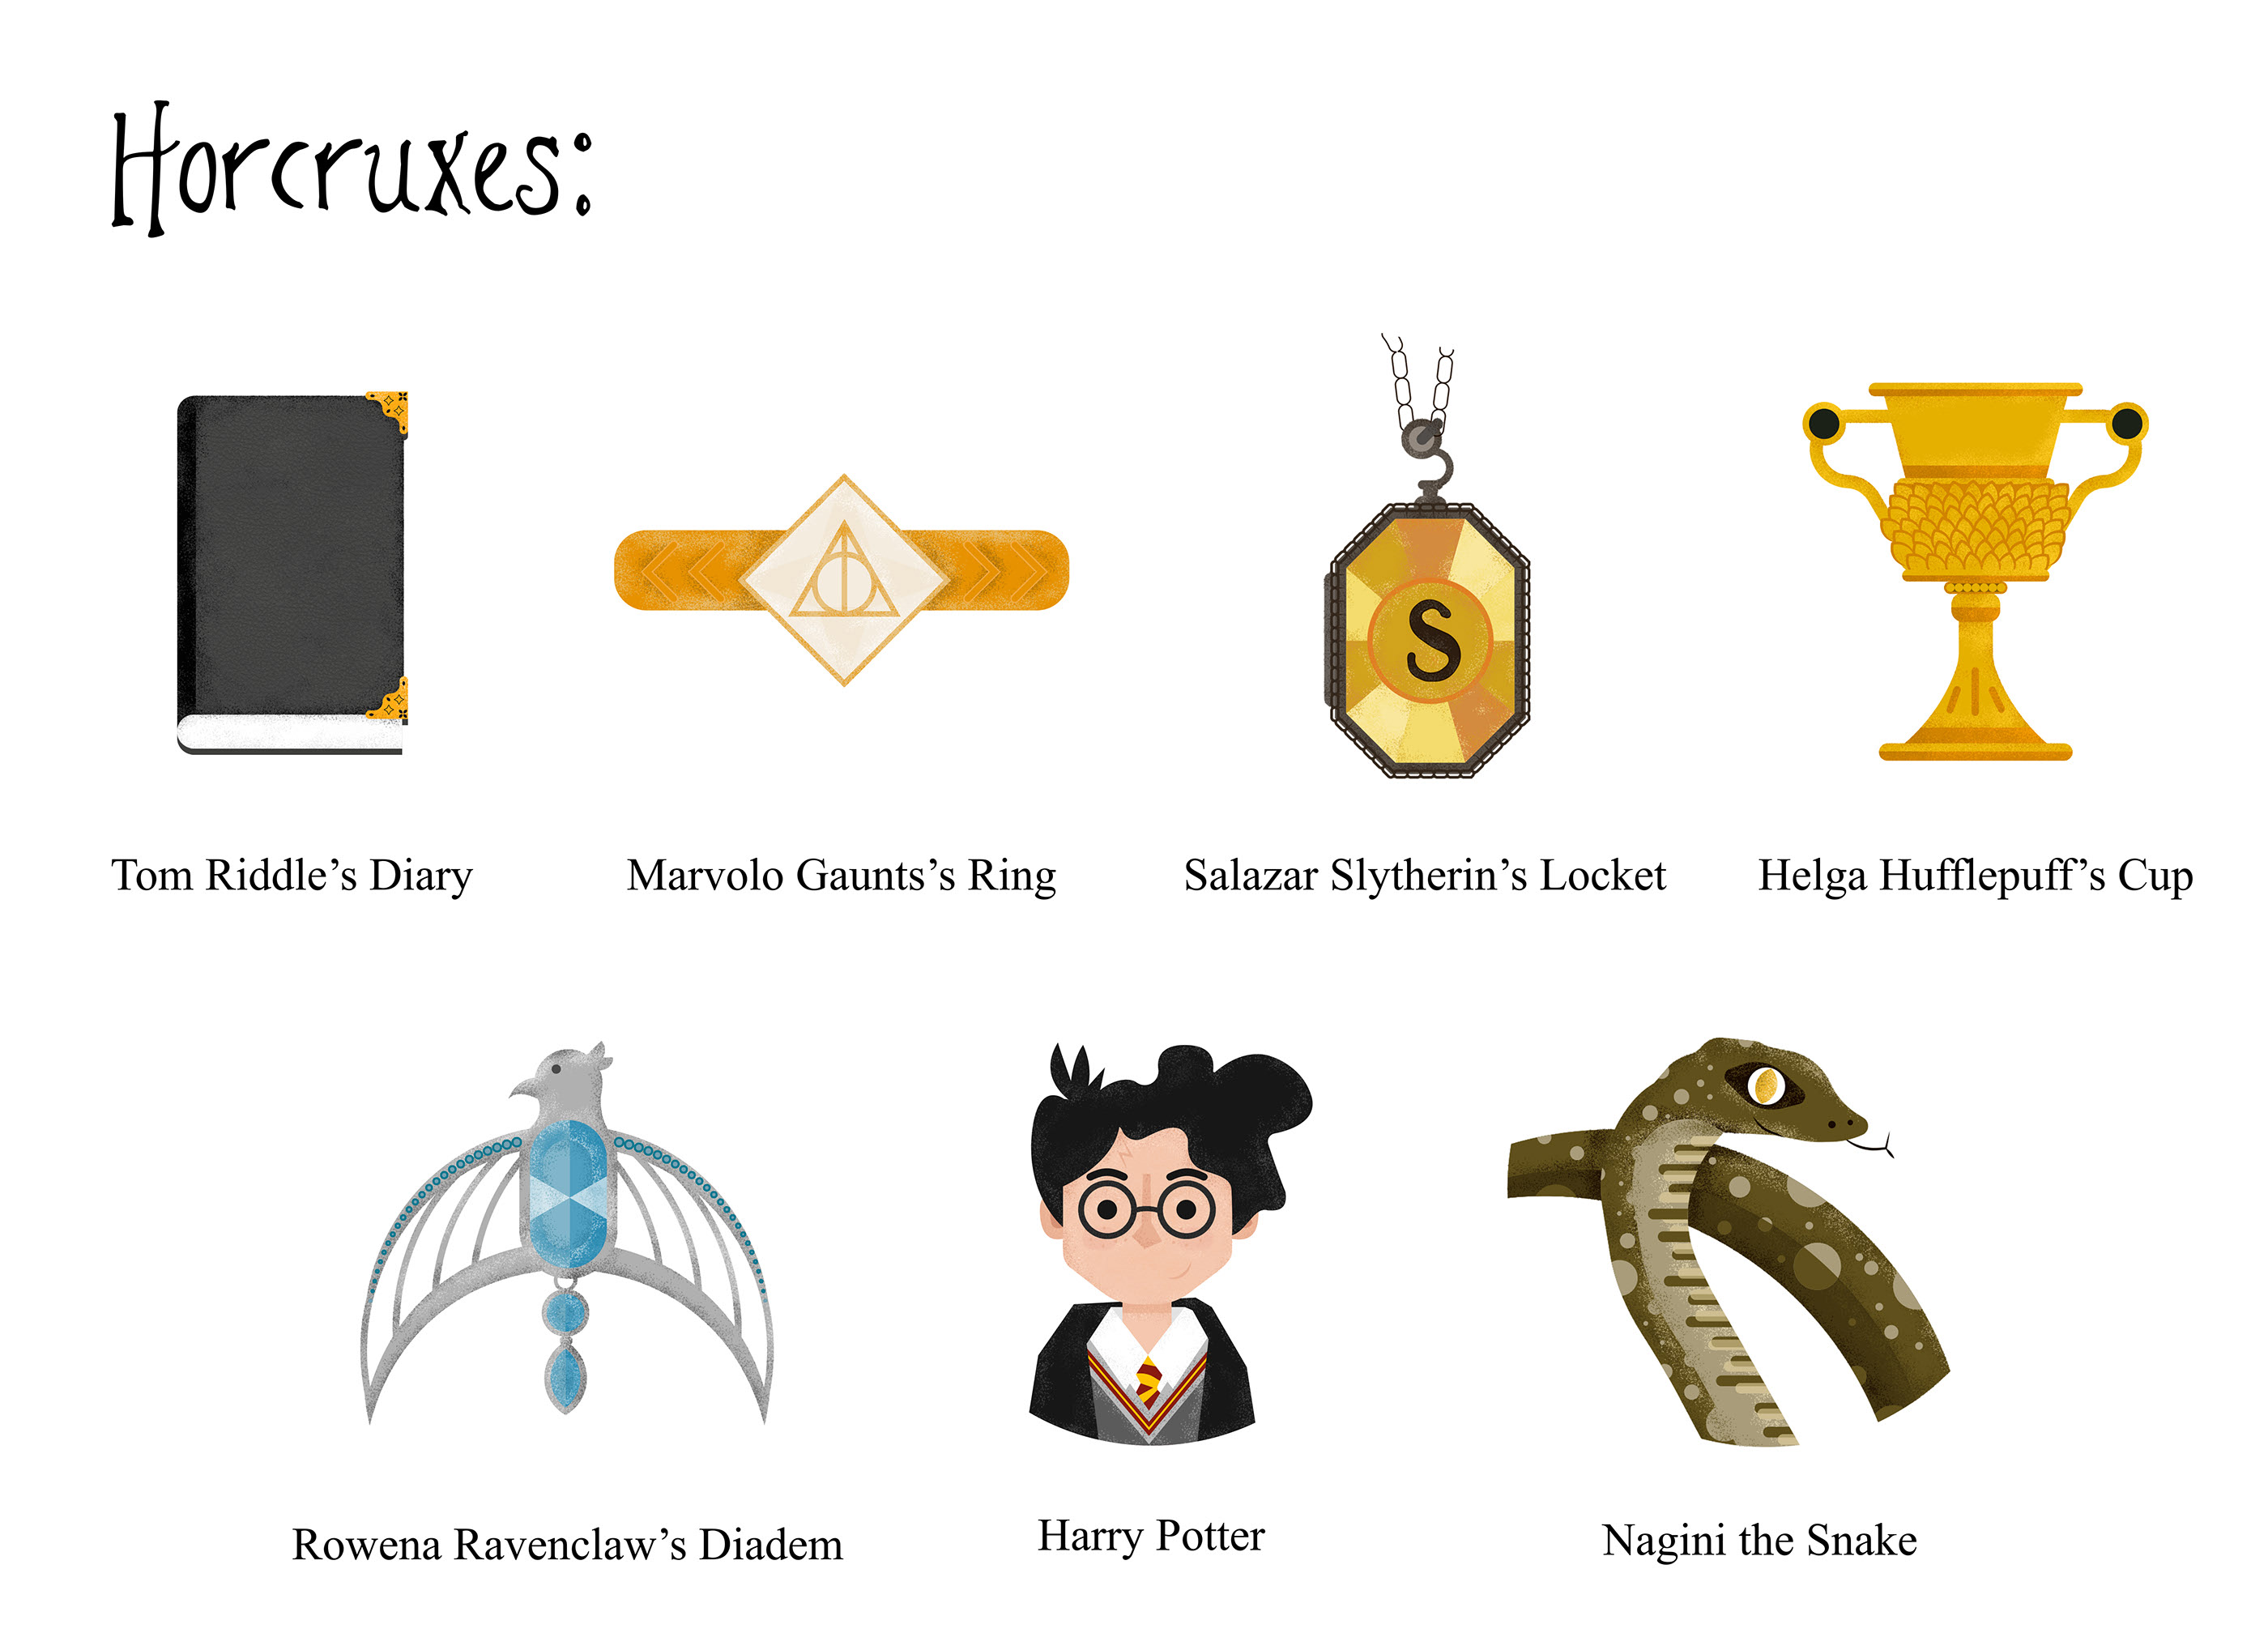 Horcruxes:
S
Tom Riddle’s Diary
Marvolo Gaunts’s Ring
Salazar Slytherin’s Locket
Helga Hufflepuff’s Cup
Rowena Ravenclaw’s Diadem
Harry Potter
Nagini the Snake